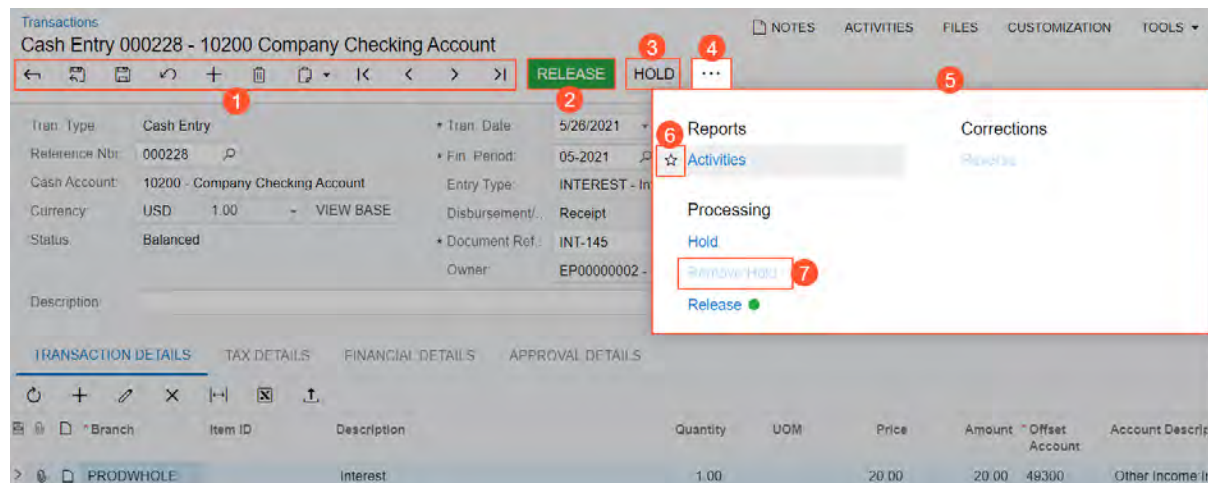 Transactions
NOTES ACTIVITIES FILES CUSTOMIZATION TOOLS
Cash Entry 000228 - 10200 Company Checking Account
3 4
RELEASE HOLD ...
1 2 5
Tran. Type: Cash Entry * Tran. Date: 5/26/2021
Reference Nbr.: 000228 * Fin. Period: 05-2021
Cash Account: 10200 - Company Checking Account Entry Type: INTEREST - In
Currency: USD 1.00 VIEW BASE Disbursement/... Receipt
Status: Balanced * Document Ref.: INT-145
Owner: EP00000002 -
Description:
6 Reports Corrections
Activities Reverse
Processing
Hold
Remove Hold 7
Release
TRANSACTION DETAILS TAX DETAILS FINANCIAL DETAILS APPROVAL DETAILS
* Branch Item ID Description Quantity UOM Price Amount * Offset Account Account Descrip
PRODWHOLE Interest 1.00 20.00 20.00 49300 Other Income In